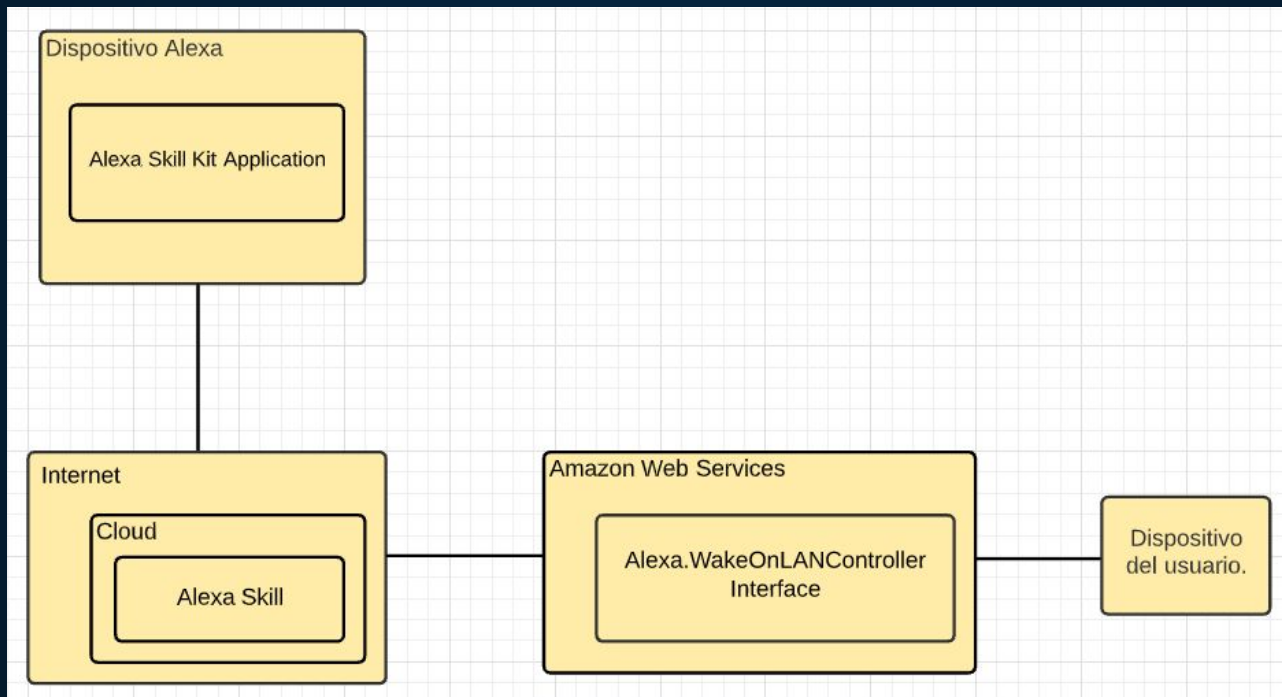 Dispositivo Alexa
Alexa Skill Kit Application
Internet
Cloud
Alexa Skill
Amazon Web Services
Alexa.WakeOnLANController
Interface
Dispositivo
del usuario.